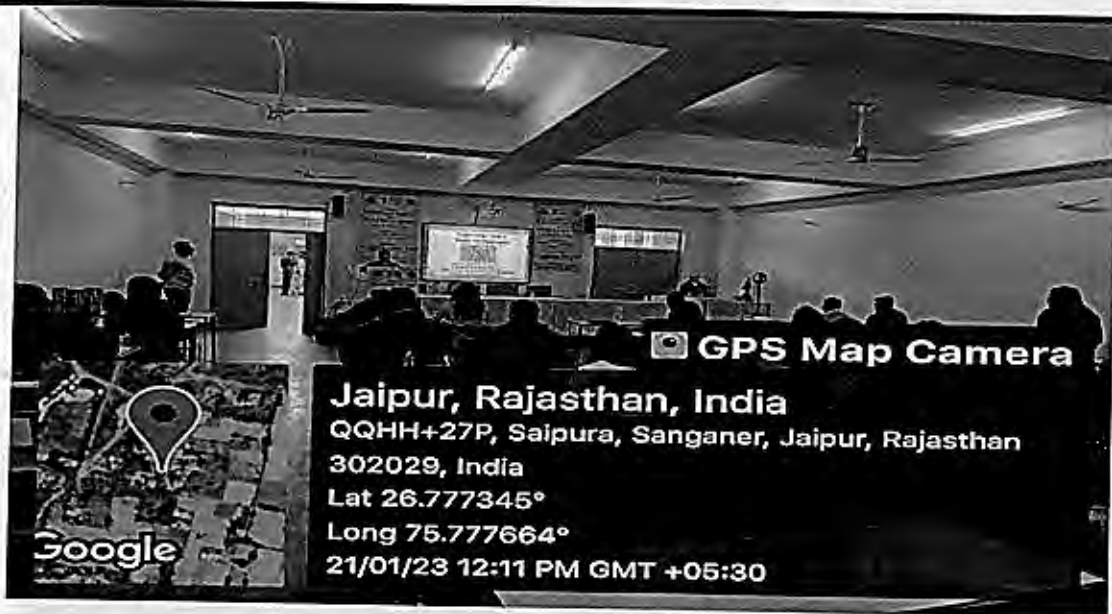 GPS Map Camera
Jaipur, Rajasthan, India
QQHH+27P, Saipura, Sanganer, Jaipur, Rajasthan
302029, India
Lat 26.777345°
Long 75.777664°
21/01/23 12:11 PM GMT +05:30
Google